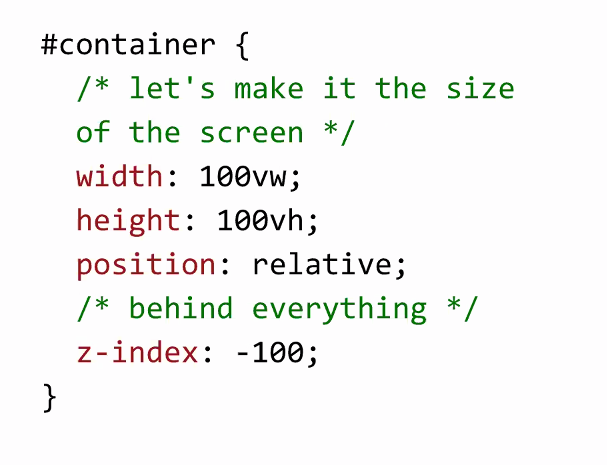 #container {
/* let's make it the size
of the screen */
width: 100vw;
height: 100vh;
position: relative;
/* behind everything */
z-index: -100;
}